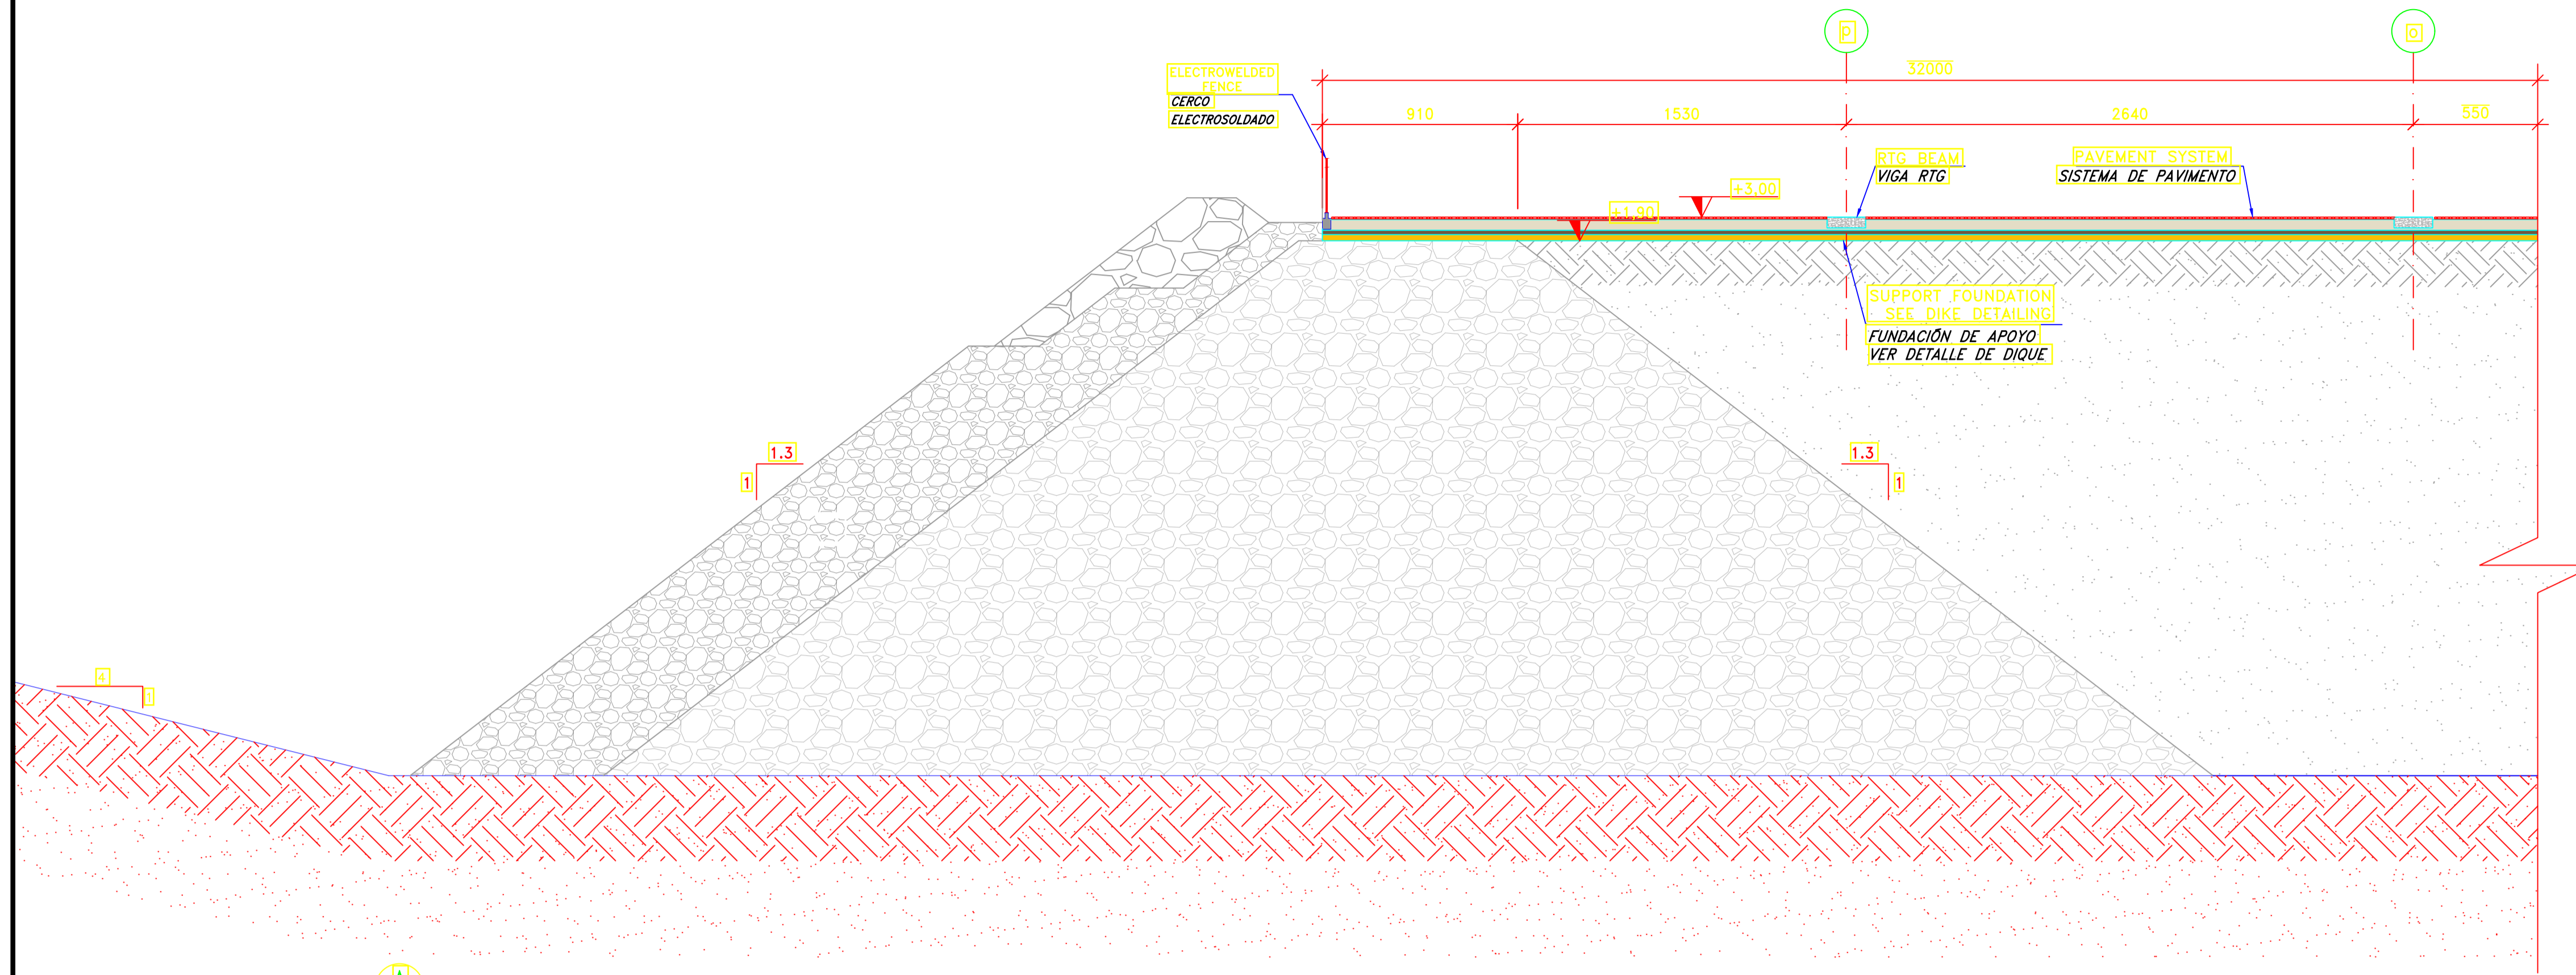 p
o
32000
910
1530
2640
550
ELECTROWELDED
FENCE
CERCO
ELECTROSOLDADO
RTG BEAM
VIGA RTG
PAVEMENT SYSTEM
SISTEMA DE PAVIMENTO
+3,00
+1,90
SUPPORT FOUNDATION
SEE DIKE DETAILING
FUNDACIÓN DE APOYO
VER DETALLE DE DIQUE
1.3
1
1.3
1
4
1